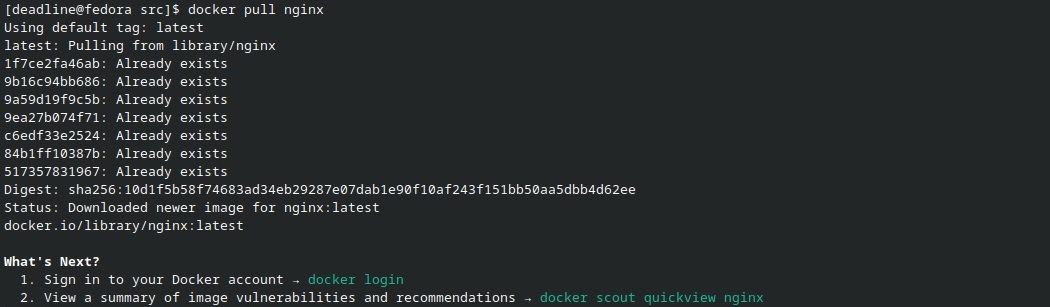 [deadline@fedora src]$ docker pull nginx
Using default tag: latest
latest: Pulling from library/nginx
1f7ce2fa46ab: Already exists
9b16c94bb686: Already exists
9a59d19f9c5b: Already exists
9ea27b074f71: Already exists
c6edf33e2524: Already exists
84b1ff10387b: Already exists
517357831967: Already exists
Digest: sha256:10d1f5b58f74683ad34eb29287e07dab1e90f10af243f151bb50aa5dbb4d62ee
Status: Downloaded newer image for nginx:latest
docker.io/library/nginx:latest
What's Next?
1. Sign in to your Docker account → docker login
2. View a summary of image vulnerabilities and recommendations → docker scout quickview nginx